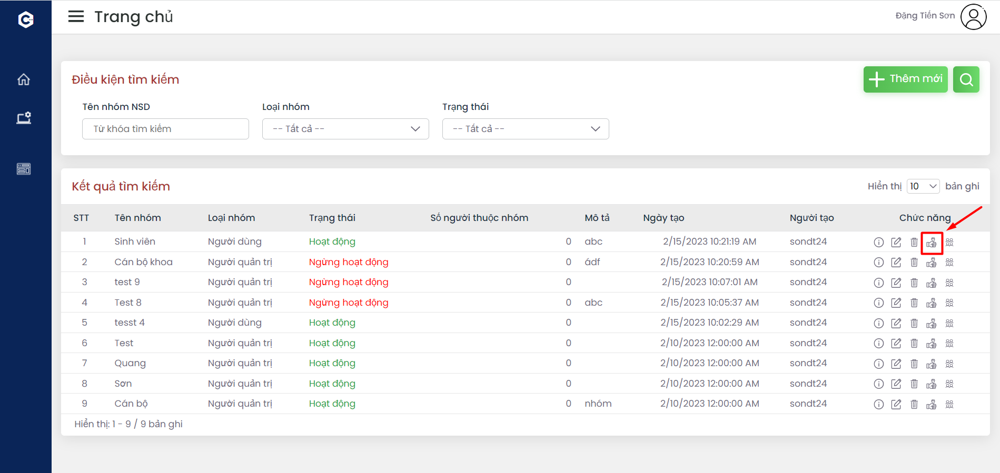 Trang chủ
Đặng Tiến Sơn
Điều kiện tìm kiếm
Thêm mới
Tên nhóm NSD
Loại nhóm
Trạng thái
Từ khóa tìm kiếm
-- Tất cả --
-- Tất cả --
Kết quả tìm kiếm
Hiển thị 10 bản ghi
STT Tên nhóm Loại nhóm Trạng thái Số người thuộc nhóm Mô tả Ngày tạo Người tạo Chức năng
1 Sinh viên Người dùng Hoạt động 0 abc 2/15/2023 10:21:19 AM sondt24
2 Cán bộ khoa Người quản trị Ngừng hoạt động 0 ádf 2/15/2023 10:20:59 AM sondt24
3 test 9 Người quản trị Ngừng hoạt động 0 2/15/2023 10:07:01 AM sondt24
4 Test 8 Người quản trị Ngừng hoạt động 0 abc 2/15/2023 10:05:37 AM sondt24
5 tesst 4 Người dùng Hoạt động 0 2/15/2023 10:02:29 AM sondt24
6 Test Người quản trị Hoạt động 0 2/10/2023 12:00:00 AM sondt24
7 Quang Người quản trị Hoạt động 0 2/10/2023 12:00:00 AM sondt24
8 Sơn Người quản trị Hoạt động 0 2/10/2023 12:00:00 AM sondt24
9 Cán bộ Người quản trị Hoạt động 0 nhóm 2/10/2023 12:00:00 AM sondt24
Hiển thị: 1 - 9 / 9 bản ghi